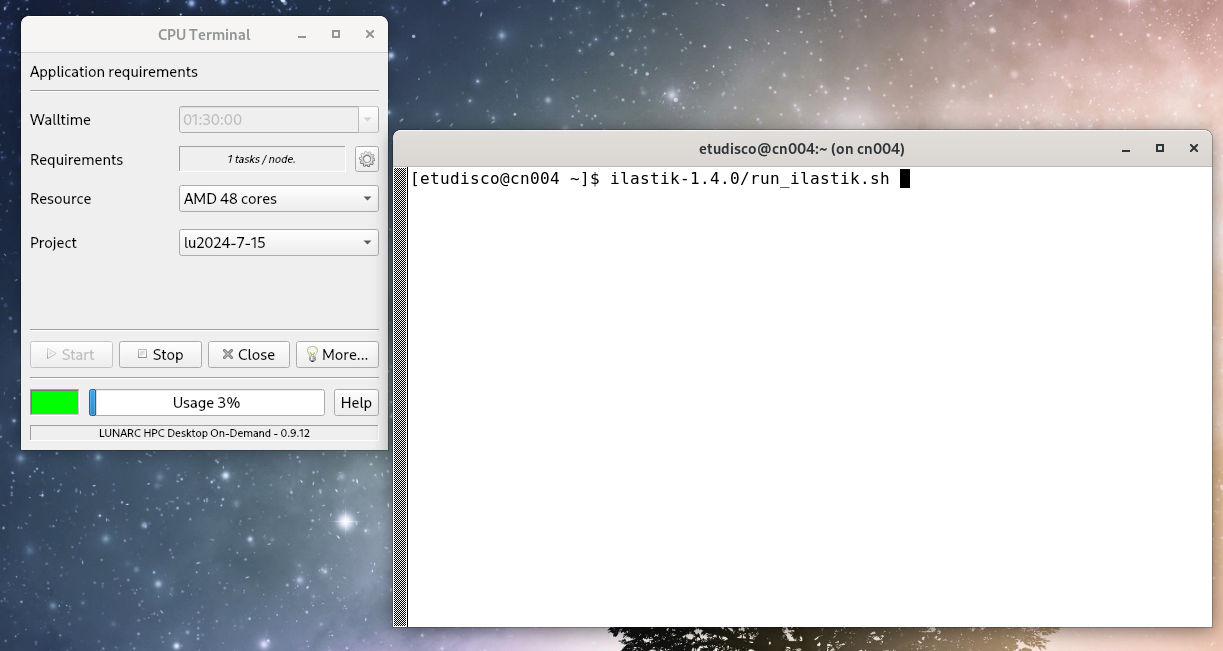 CPU Terminal
Application requirements
Walltime 01:30:00
Requirements 1 tasks / node.
Resource AMD 48 cores
Project lu2024-7-15
Start Stop Close More...
Usage 3% Help
LUNARC HPC Desktop On-Demand - 0.9.12
etudisco@cn004:~ (on cn004)
[etudisco@cn004 ~]$ ilastik-1.4.0/run_ilastik.sh